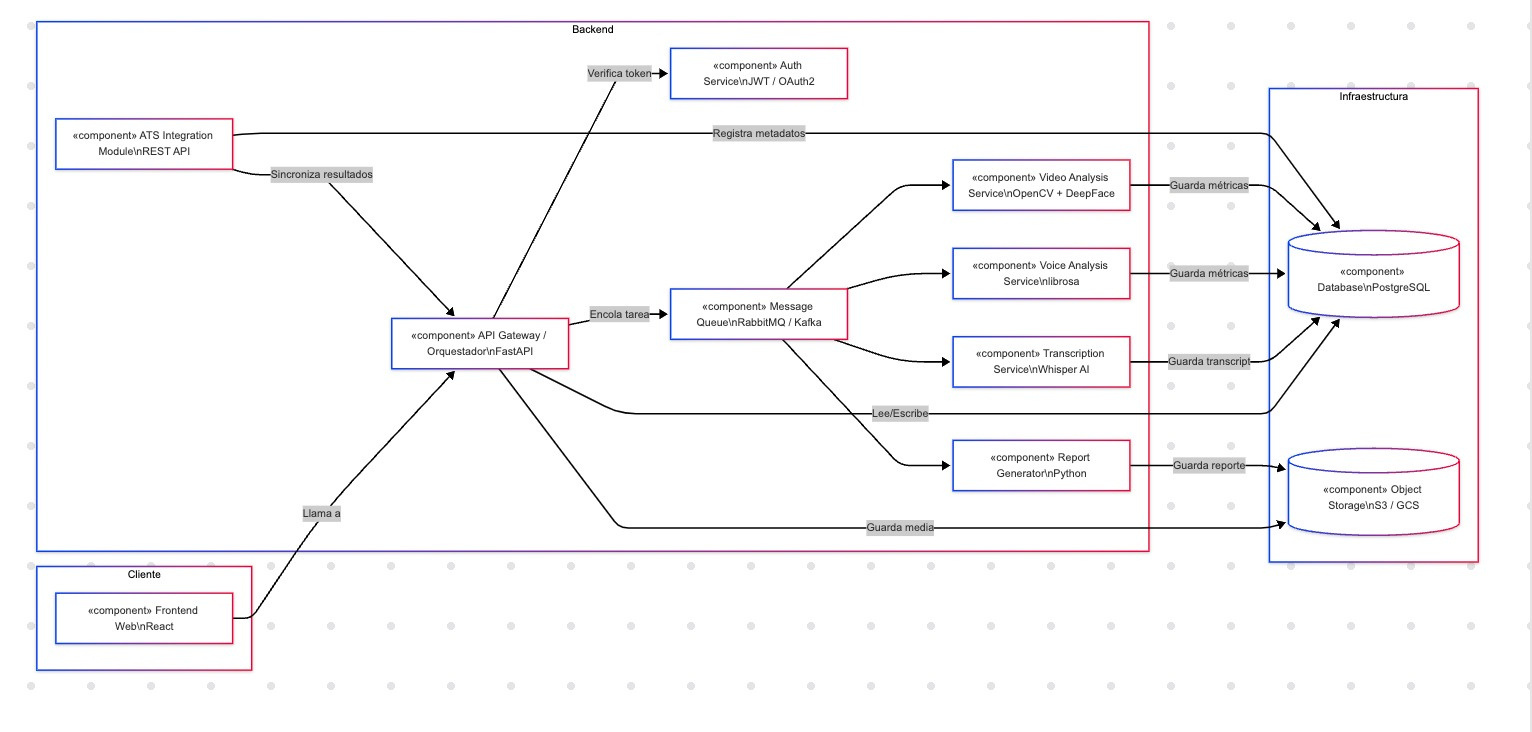 Backend
«component» Auth
Service\nJWT / OAuth2
Verifica token
Infraestructura
«component» ATS Integration
Module\nREST API
Registra metadatos
Sincroniza resultados
«component» Video Analysis
Service\nOpenCV + DeepFace
Guarda métricas
«component» Voice Analysis
Service\nlibrosa
Guarda métricas
«component»
Database\nPostgreSQL
«component» Message
Queue\nRabbitMQ / Kafka
Encola tarea
«component» API Gateway /
Orquestador\nFastAPI
«component» Transcription
Service\nWhisper AI
Guarda transcript
Lee/Escribe
«component» Report
Generator\nPython
Guarda reporte
«component» Object
Storage\nS3 / GCS
Llama a
Guarda media
Cliente
«component» Frontend
Web\nReact